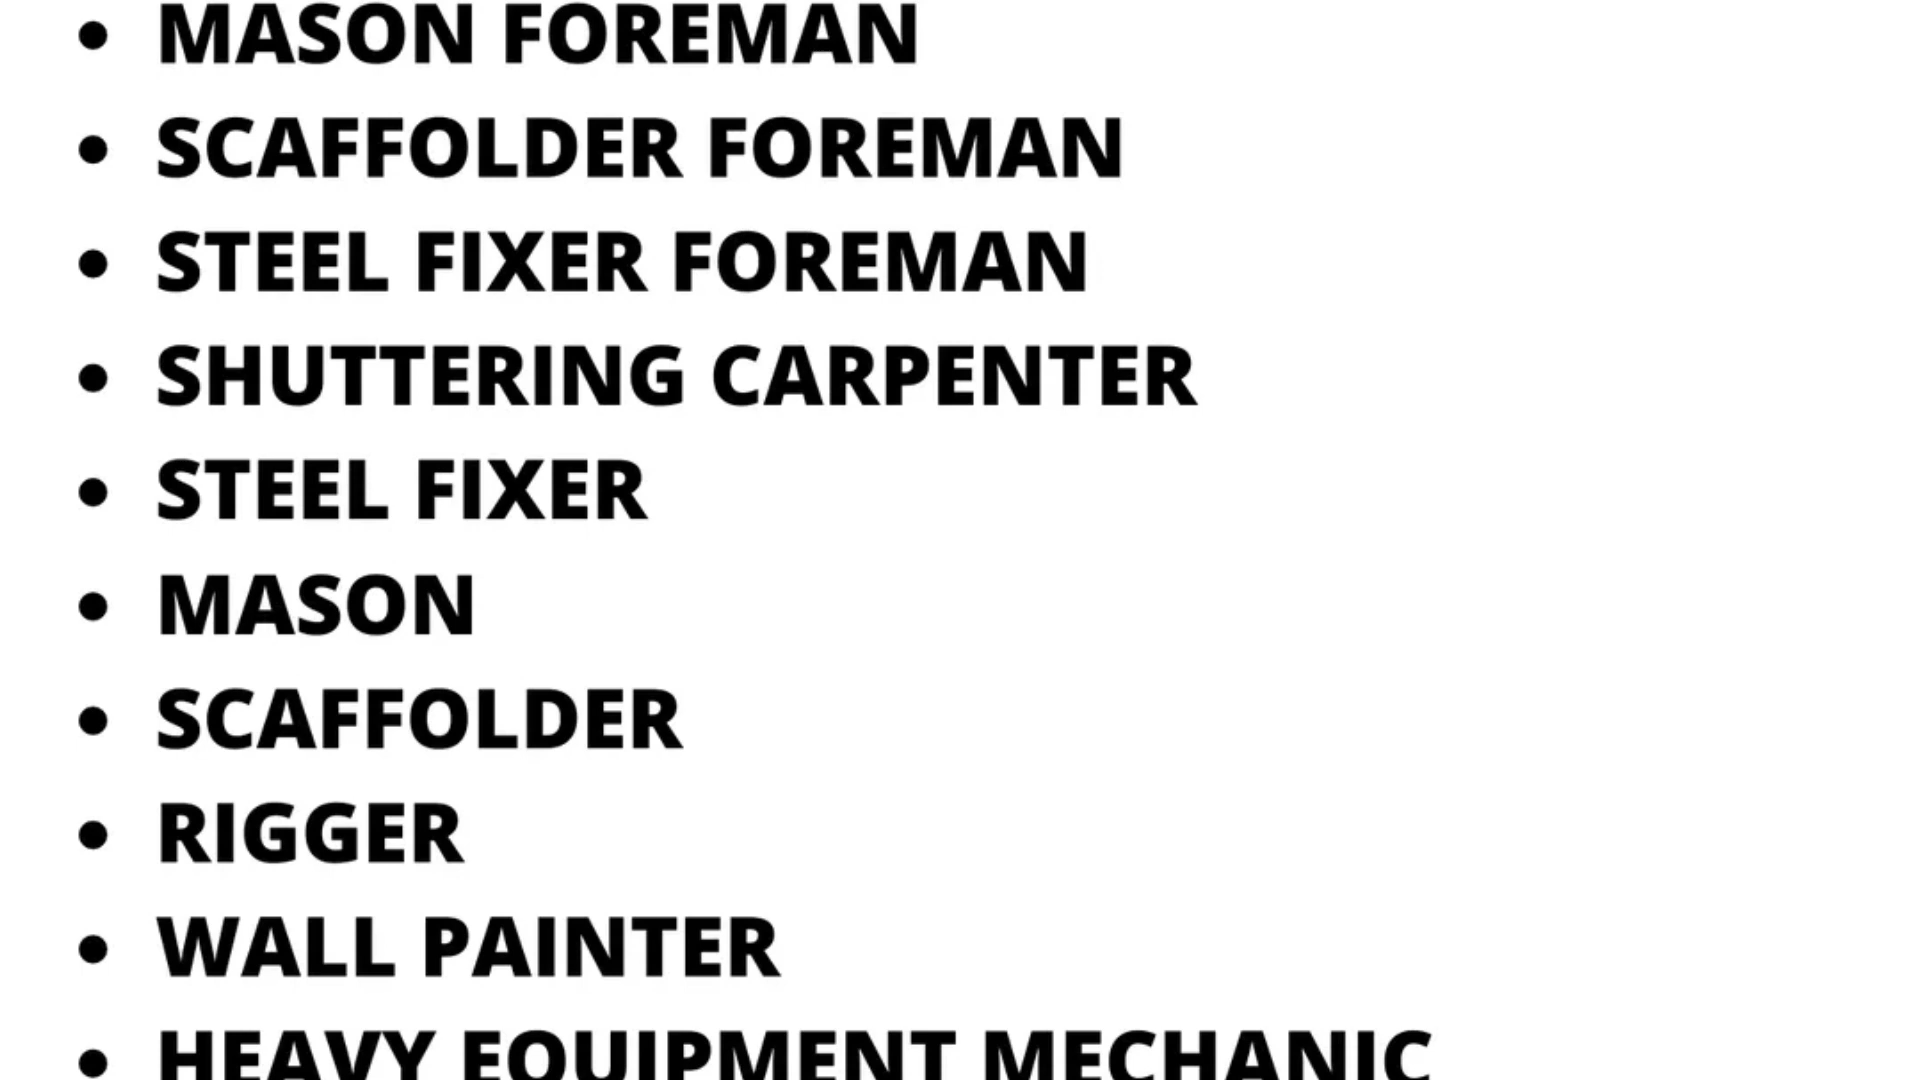 • MASON FOREMAN
• SCAFFOLDER FOREMAN
• STEEL FIXER FOREMAN
• SHUTTERING CARPENTER
• STEEL FIXER
• MASON
• SCAFFOLDER
• RIGGER
• WALL PAINTER
• HEAVY EQUIPMENT MECHANIC